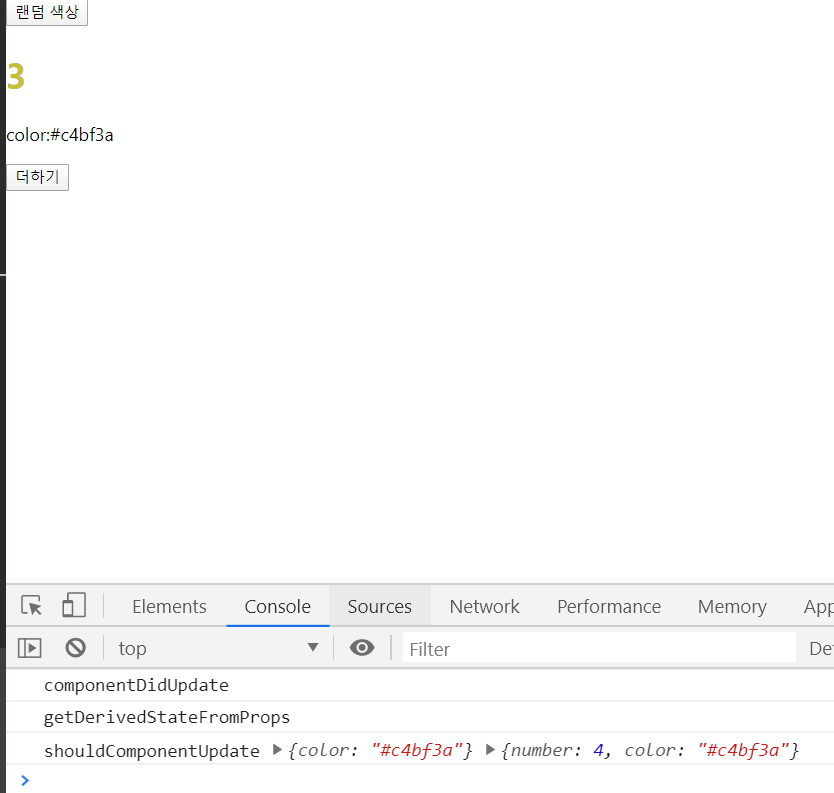 랜덤 색상
3
color:#c4bf3a
더하기
Elements Console Sources Network Performance Memory App
top ▼ Filter De
componentDidUpdate
getDerivedStateFromProps
shouldComponentUpdate ▶{color: "#c4bf3a"} ▶{number: 4, color: "#c4bf3a"}
>